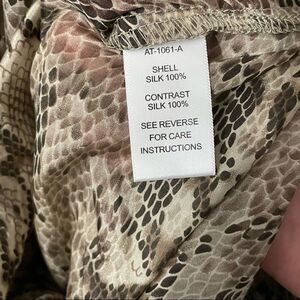 AT-1061-A
SHELL
SILK 100%
CONTRAST
SILK 100%
SEE REVERSE
FOR CARE
INSTRUCTIONS